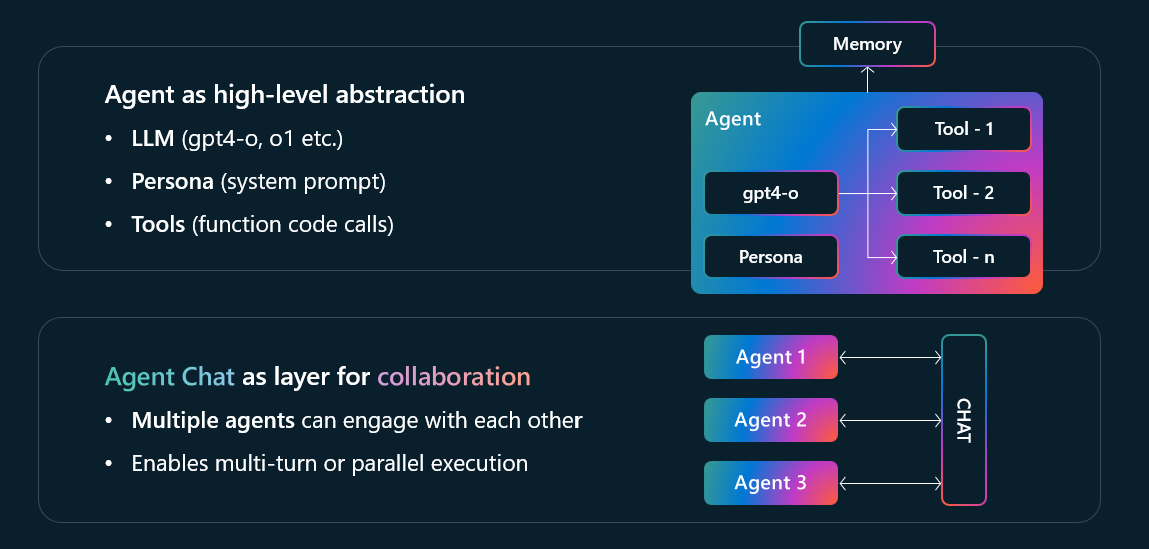 Memory
Agent as high-level abstraction
• LLM (gpt4-o, o1 etc.)
• Persona (system prompt)
• Tools (function code calls)
Agent
Tool - 1
gpt4-o
Tool - 2
Persona
Tool - n
Agent Chat as layer for collaboration
• Multiple agents can engage with each other
• Enables multi-turn or parallel execution
Agent 1
Agent 2
Agent 3
CHAT